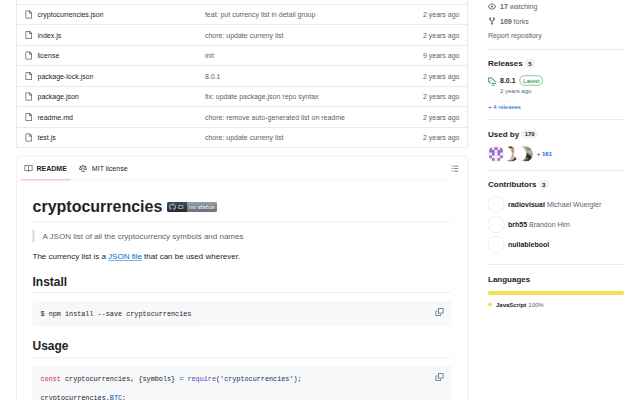 cryptocurrencies.json feat: put currency list in detail group 2 years ago
index.js chore: update curreny list 2 years ago
license init 9 years ago
package-lock.json 8.0.1 2 years ago
package.json fix: update package.json repo syntax 2 years ago
readme.md chore: remove auto-generated list on readme 2 years ago
test.js chore: update curreny list 2 years ago
README MIT license
cryptocurrencies CI no status
A JSON list of all the cryptocurrency symbols and names.
The currency list is a JSON file that can be used wherever.
Install
$ npm install --save cryptocurrencies
Usage
const cryptocurrencies, {symbols} = require('cryptocurrencies');
cryptocurrencies.BTC;
17 watching
109 forks
Report repository
Releases 5
8.0.1 Latest
2 years ago
+ 4 releases
Used by 170
+ 161
Contributors 3
radiovisual Michael Wuergler
brh55 Brandon Him
nullablebool
Languages
JavaScript 100%